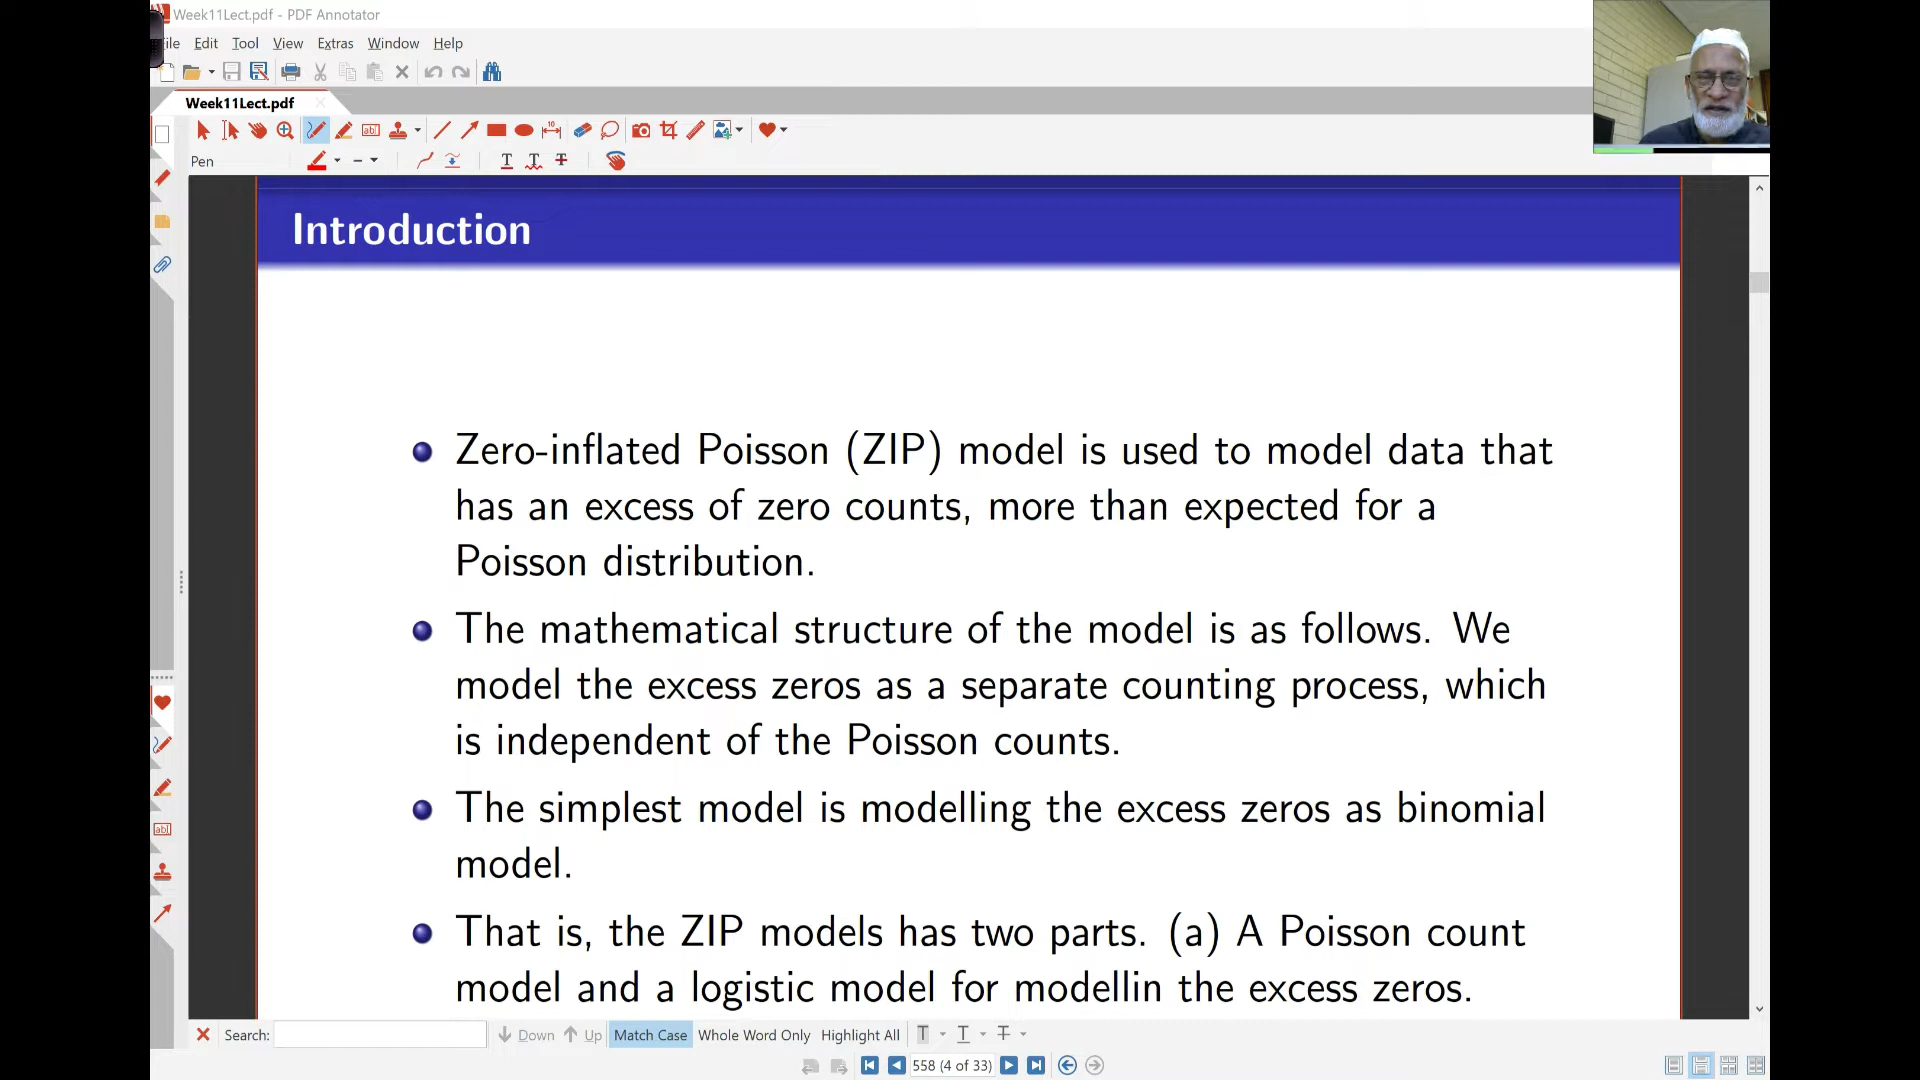 Week11Lect.pdf - PDF Annotator
ile Edit Tool View Extras Window Help
Week11Lect.pdf
Pen
Introduction
Zero-inflated Poisson (ZIP) model is used to model data that
has an excess of zero counts, more than expected for a
Poisson distribution.
The mathematical structure of the model is as follows. We
model the excess zeros as a separate counting process, which
is independent of the Poisson counts.
The simplest model is modelling the excess zeros as binomial
model.
That is, the ZIP models has two parts. (a) A Poisson count
model and a logistic model for modellin the excess zeros.
Search: Down Up Match Case Whole Word Only Highlight All T T T
558 (4 of 33)